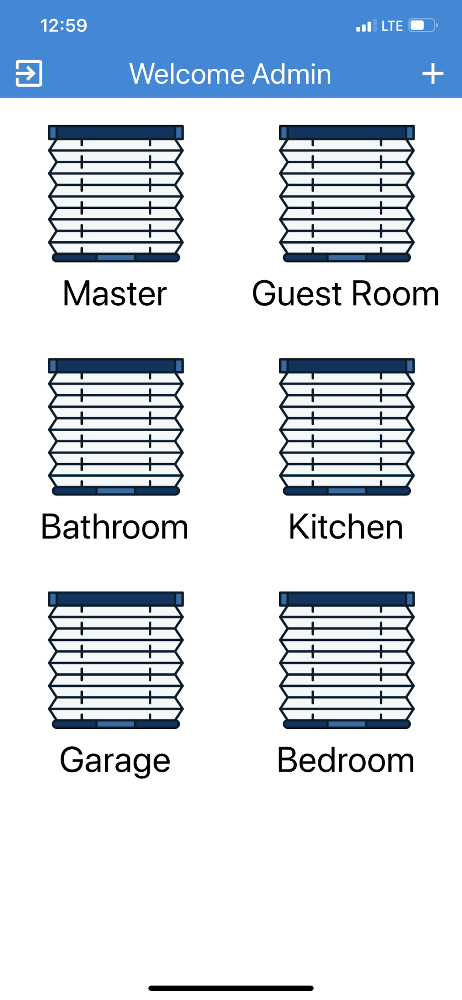 12:59
LTE
Welcome Admin
Master
Guest Room
Bathroom
Kitchen
Garage
Bedroom